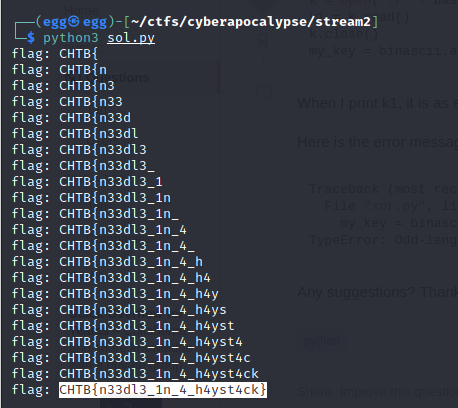 ┌──(egg㉿egg)-[~/ctfs/cyberapocalypse/stream2]
└─$ python3 sol.py
flag: CHTB{
flag: CHTB{n
flag: CHTB{n3
flag: CHTB{n33
flag: CHTB{n33d
flag: CHTB{n33dl
flag: CHTB{n33dl3
flag: CHTB{n33dl3_
flag: CHTB{n33dl3_1
flag: CHTB{n33dl3_1n
flag: CHTB{n33dl3_1n_
flag: CHTB{n33dl3_1n_4
flag: CHTB{n33dl3_1n_4_
flag: CHTB{n33dl3_1n_4_h
flag: CHTB{n33dl3_1n_4_h4
flag: CHTB{n33dl3_1n_4_h4y
flag: CHTB{n33dl3_1n_4_h4ys
flag: CHTB{n33dl3_1n_4_h4yst
flag: CHTB{n33dl3_1n_4_h4yst4
flag: CHTB{n33dl3_1n_4_h4yst4c
flag: CHTB{n33dl3_1n_4_h4yst4ck
flag: CHTB{n33dl3_1n_4_h4yst4ck}
k.close()
my_key = binascii.a
When I print k1, it is as e
Here is the error messag
Traceback (most rec
File "xor.py", li
my_key = binasc
TypeError: Odd-leng
Any suggestions? Thank
python